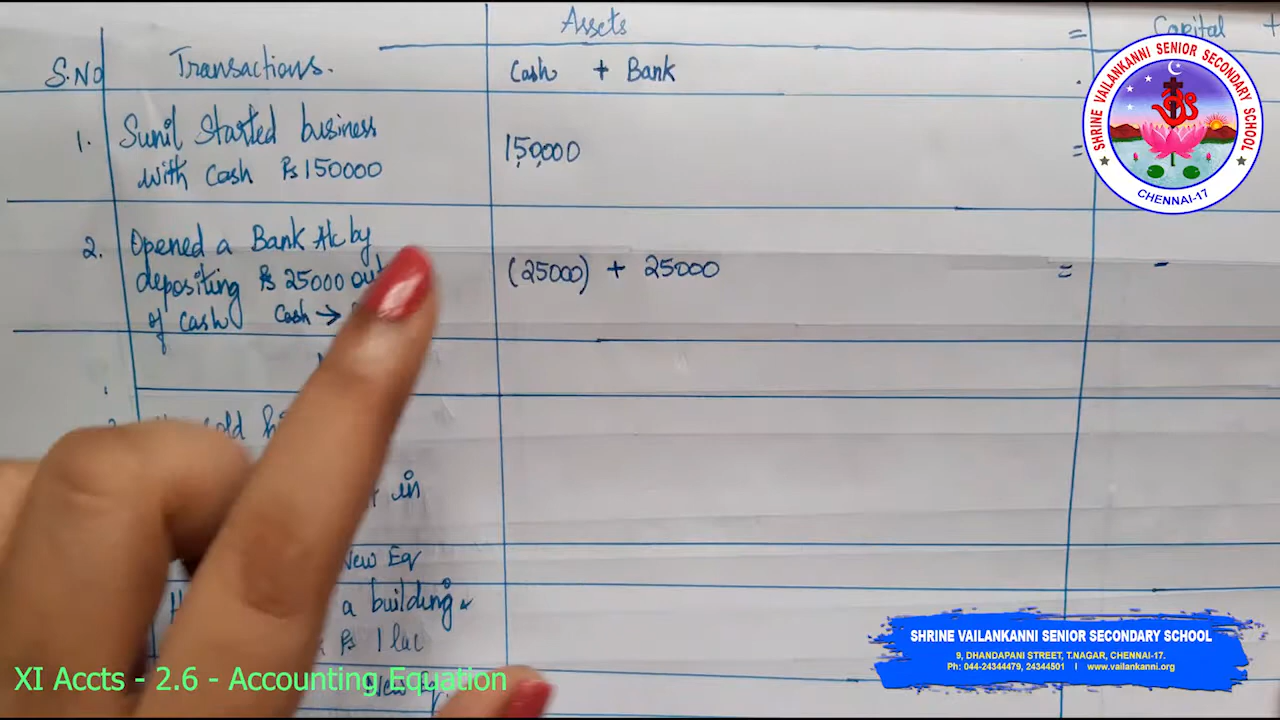 Assets = Capital +
S.No Transactions. Cash + Bank
1. Sunil Started business
with Cash ₨ 150000
150000 =
2. Opened a Bank A/c by
depositing ₨ 25000 out
of cash Cash →
(25000) + 25000 = -
in
New Eq
a building
₨ 1 lac
New Eq.
SHRINE VAILANKANNI SENIOR SECONDARY SCHOOL
CHENNAI-17
SHRINE VAILANKANNI SENIOR SECONDARY SCHOOL
9, DHANDAPANI STREET, T.NAGAR, CHENNAI-17.
Ph: 044-24344479, 24344501 I www.vailankanni.org
XI Accts - 2.6 - Accounting Equation